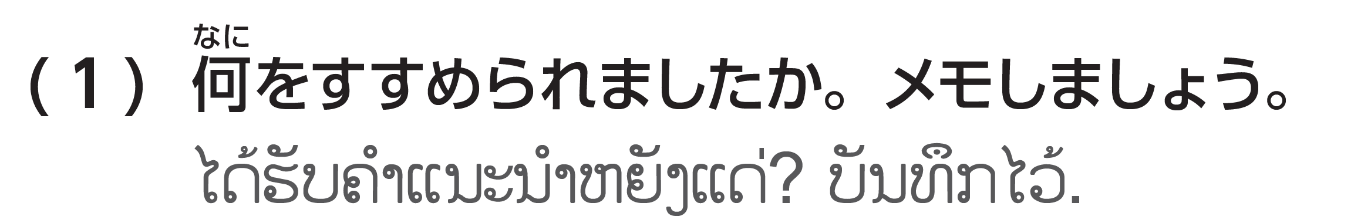 なに
（1）何をすすめられましたか。メモしましょう。
ໄດ້ຮັບຄຳແນະນຳຫຍັງແດ່? ບັນທຶກໄວ້.